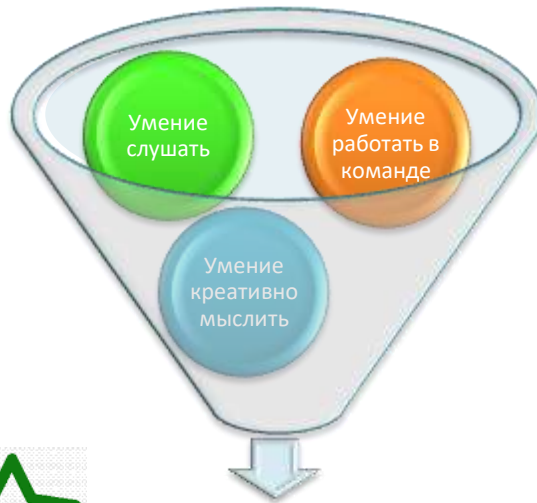 Умение
слушать
Умение
работать в
команде
Умение
креативно
мыслить